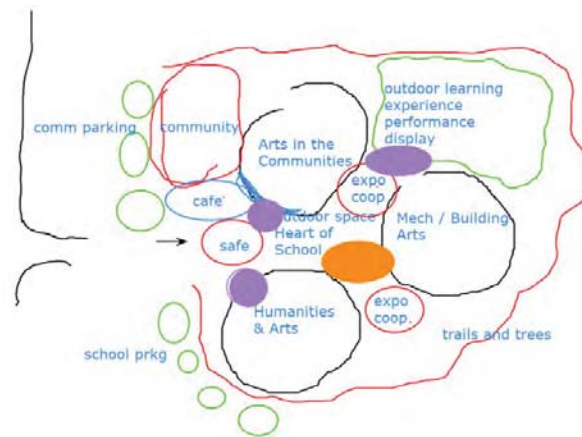 outdoor learning
experience
performance
display
comm parking
community
Arts in the
Communities
expo
coop
cafe'
utdoor space
Heart of
School
Mech / Building
Arts
safe
expo
coop.
Humanities
& Arts
trails and trees
school prkg